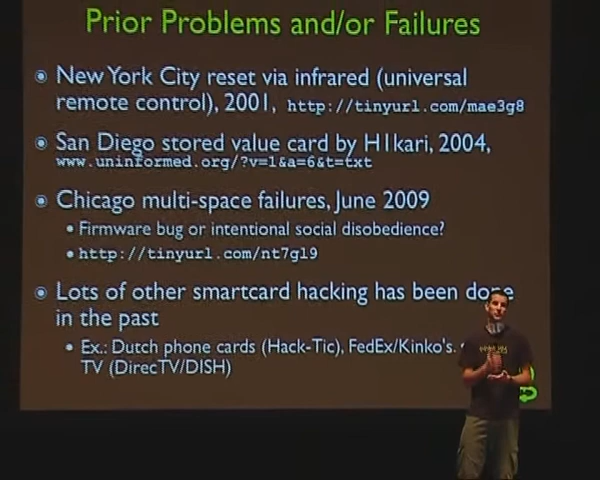 Prior Problems and/or Failures
New York City reset via infrared (universal
remote control), 2001, http://tinyurl.com/mae3g8
San Diego stored value card by H1kari, 2004,
www.uninformed.org/?v=1&a=6&t=txt
Chicago multi-space failures, June 2009
Firmware bug or intentional social disobedience?
http://tinyurl.com/nt7gl9
Lots of other smartcard hacking has been done
in the past
Ex.: Dutch phone cards (Hack-Tic), FedEx/Kinko's.
TV (DirecTV/DISH)